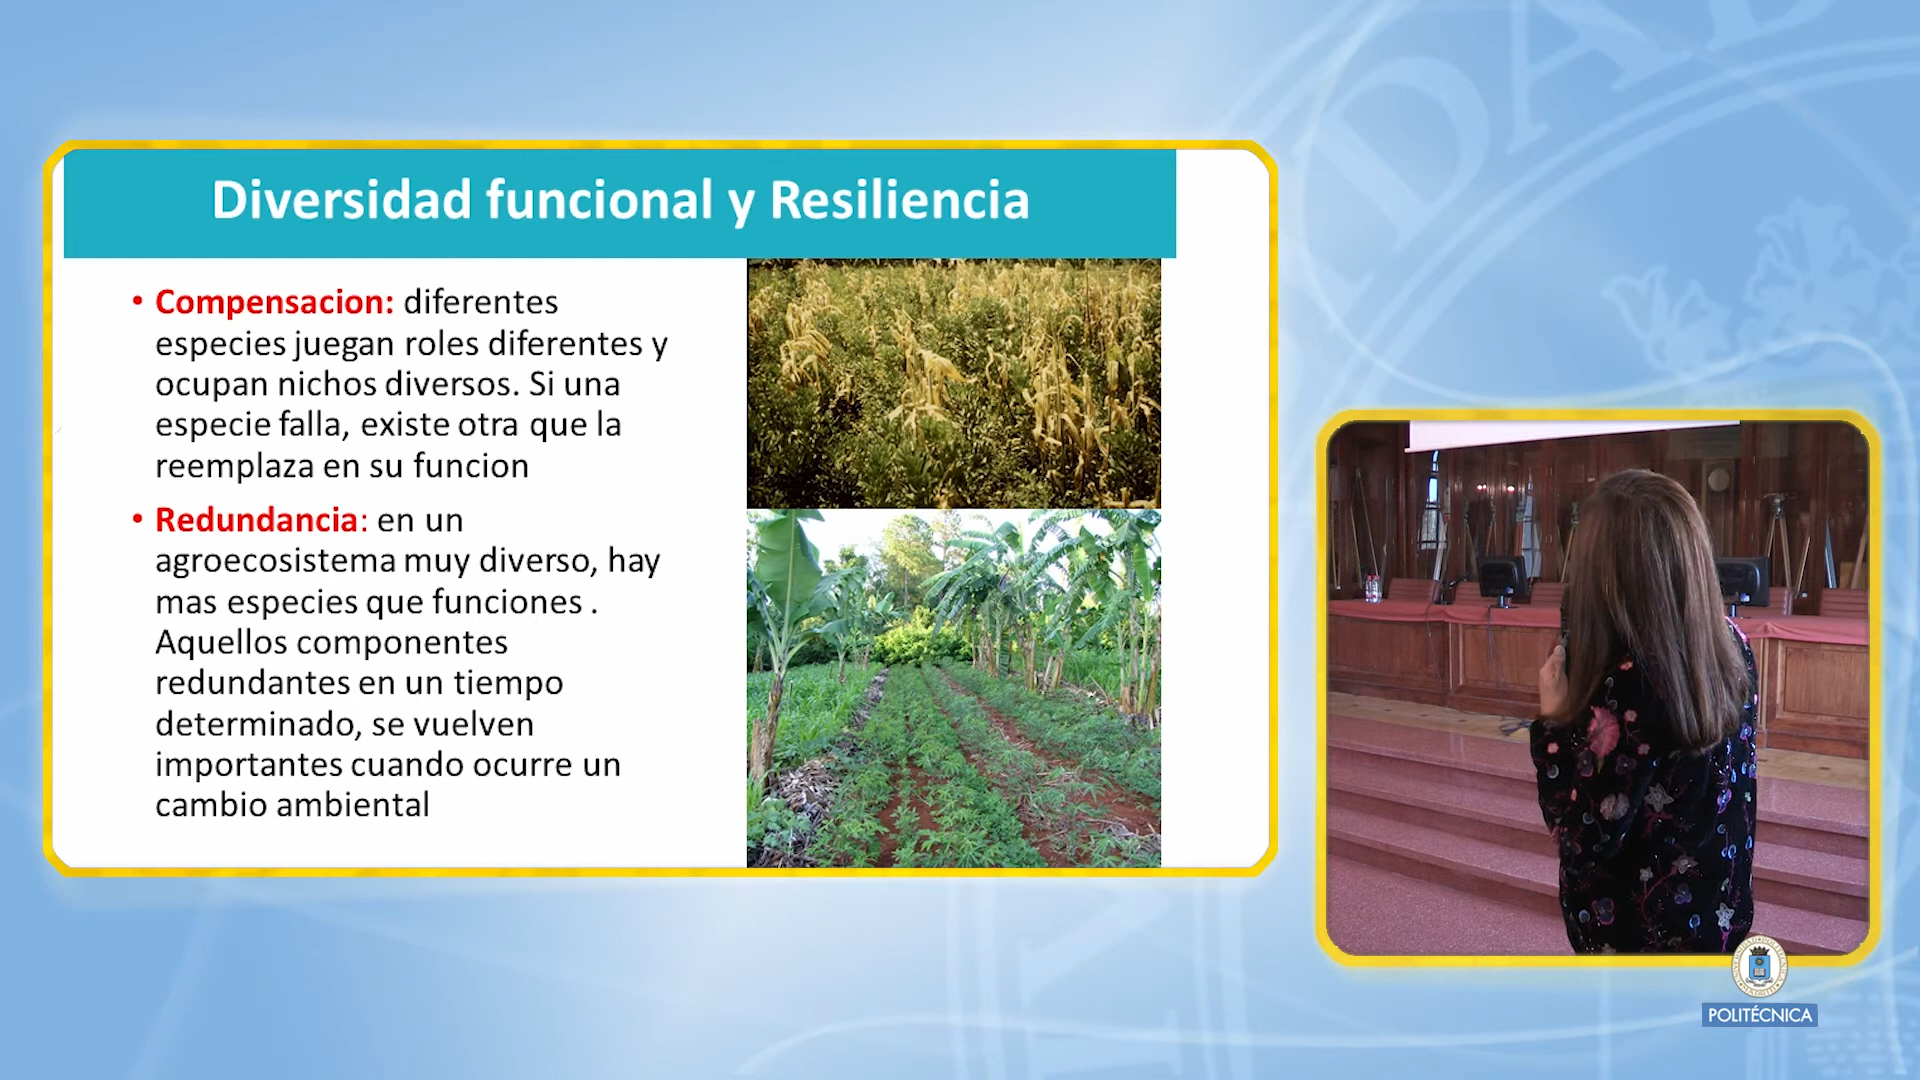 Diversidad funcional y Resiliencia
• Compensacion: diferentes
especies juegan roles diferentes y
ocupan nichos diversos. Si una
especie falla, existe otra que la
reemplaza en su funcion
• Redundancia: en un
agroecosistema muy diverso, hay
mas especies que funciones .
Aquellos componentes
redundantes en un tiempo
determinado, se vuelven
importantes cuando ocurre un
cambio ambiental
POLITÉCNICA